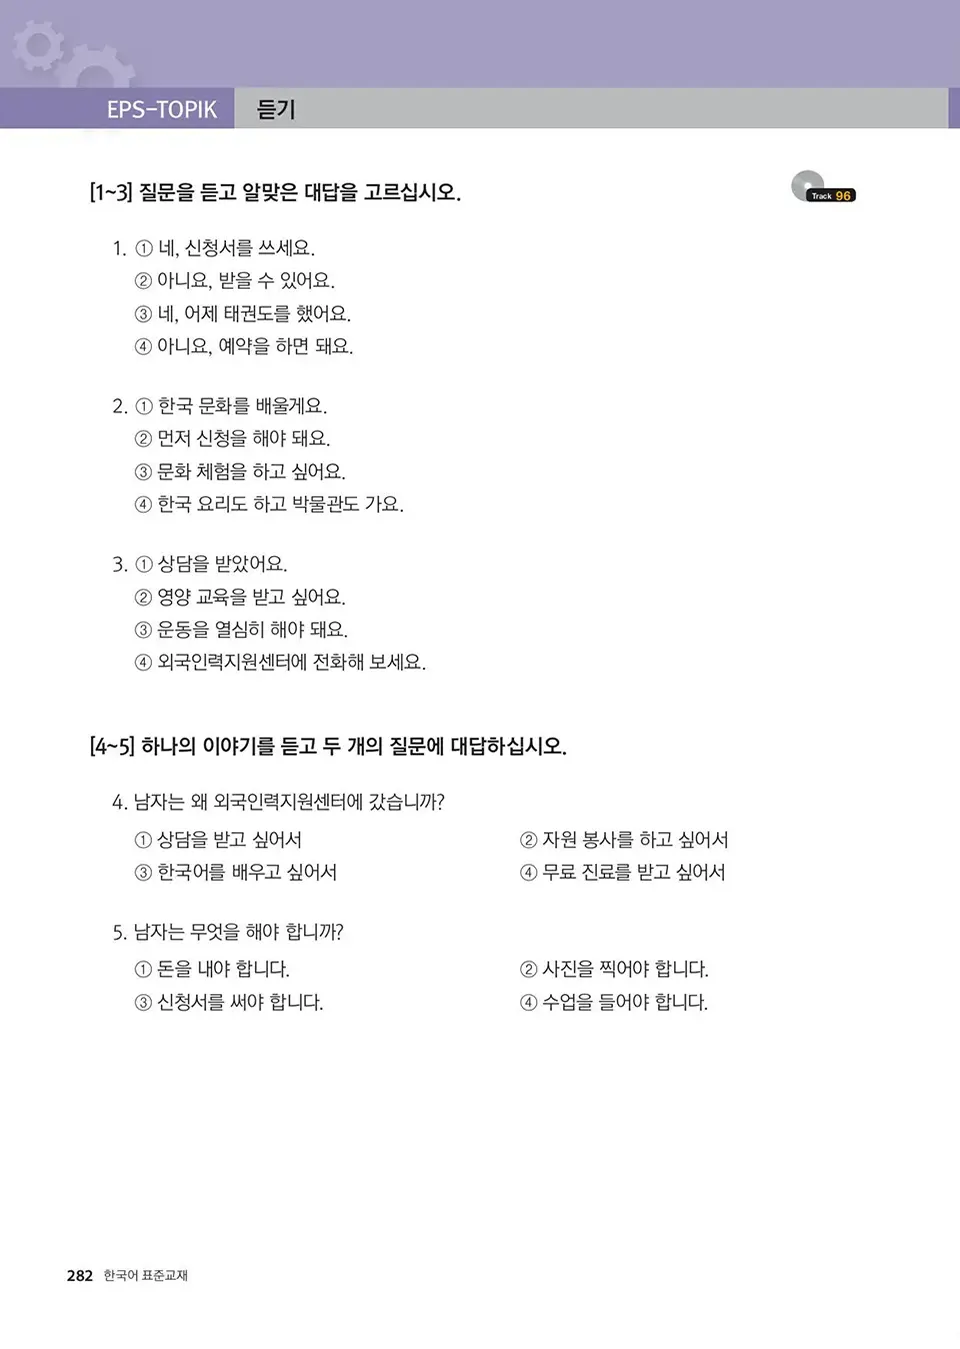 EPS-TOPIK 듣기
[1~3] 질문을 듣고 알맞은 대답을 고르십시오.
Track 96
1. ① 네, 신청서를 쓰세요.
② 아니요, 받을 수 있어요.
③ 네, 어제 태권도를 했어요.
④ 아니요, 예약을 하면 돼요.
2. ① 한국 문화를 배울게요.
② 먼저 신청을 해야 돼요.
③ 문화 체험을 하고 싶어요.
④ 한국 요리도 하고 박물관도 가요.
3. ① 상담을 받았어요.
② 영양 교육을 받고 싶어요.
③ 운동을 열심히 해야 돼요.
④ 외국인력지원센터에 전화해 보세요.
[4~5] 하나의 이야기를 듣고 두 개의 질문에 대답하십시오.
4. 남자는 왜 외국인력지원센터에 갔습니까?
① 상담을 받고 싶어서 ② 자원 봉사를 하고 싶어서
③ 한국어를 배우고 싶어서 ④ 무료 진료를 받고 싶어서
5. 남자는 무엇을 해야 합니까?
① 돈을 내야 합니다. ② 사진을 찍어야 합니다.
③ 신청서를 써야 합니다. ④ 수업을 들어야 합니다.
282 한국어 표준교재